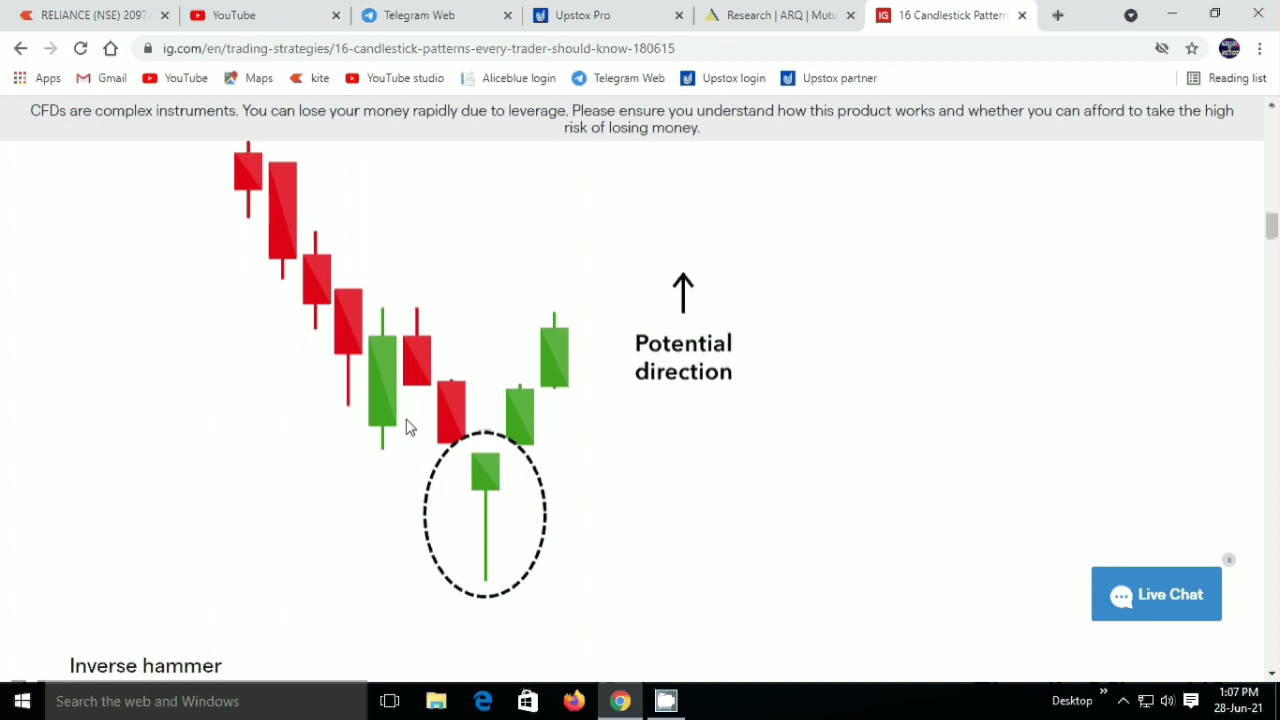 RELIANCE (NSE) 2097
YouTube
Telegram Web
Upstox Pro
Research | ARQ | Mutu
IG
16 Candlestick Pattern
ig.com/en/trading-strategies/16-candlestick-patterns-every-trader-should-know-180615
Apps
Gmail
YouTube
Maps
kite
YouTube studio
Aliceblue login
Telegram Web
Upstox login
Upstox partner
Reading list
CFDs are complex instruments. You can lose your money rapidly due to leverage. Please ensure you understand how this product works and whether you can afford to take the high
risk of losing money.
Potential
direction
Live Chat
Inverse hammer
Search the web and Windows
Desktop
1:07 PM
28-Jun-21